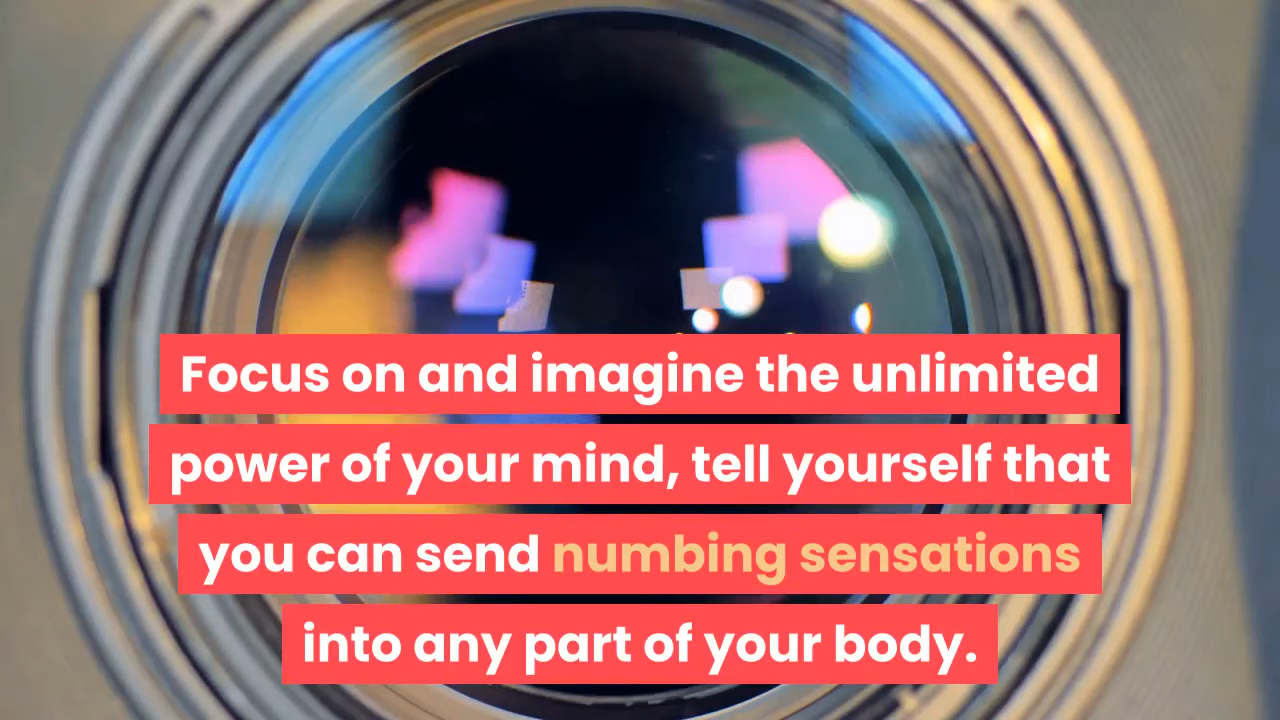 Focus on and imagine the unlimited
power of your mind, tell yourself that
you can send numbing sensations
into any part of your body.